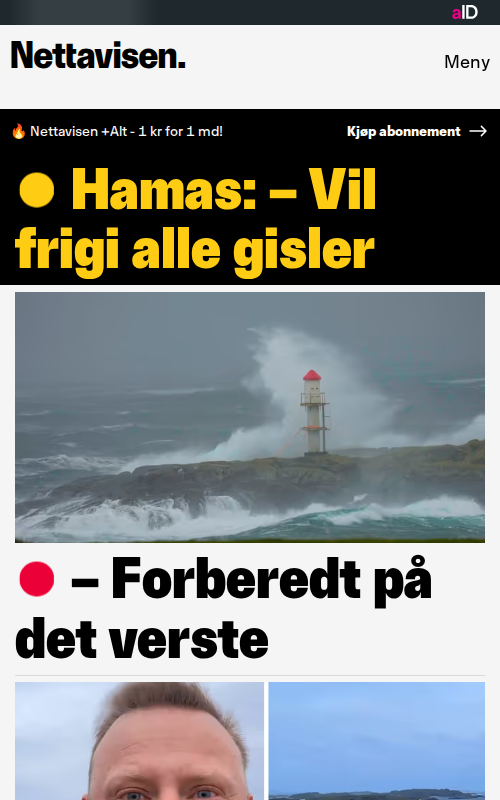 aID
Nettavisen.
Meny
🔥 Nettavisen +Alt - 1 kr for 1 md!
Kjøp abonnement →
Hamas: – Vil
frigi alle gisler
– Forberedt på
det verste